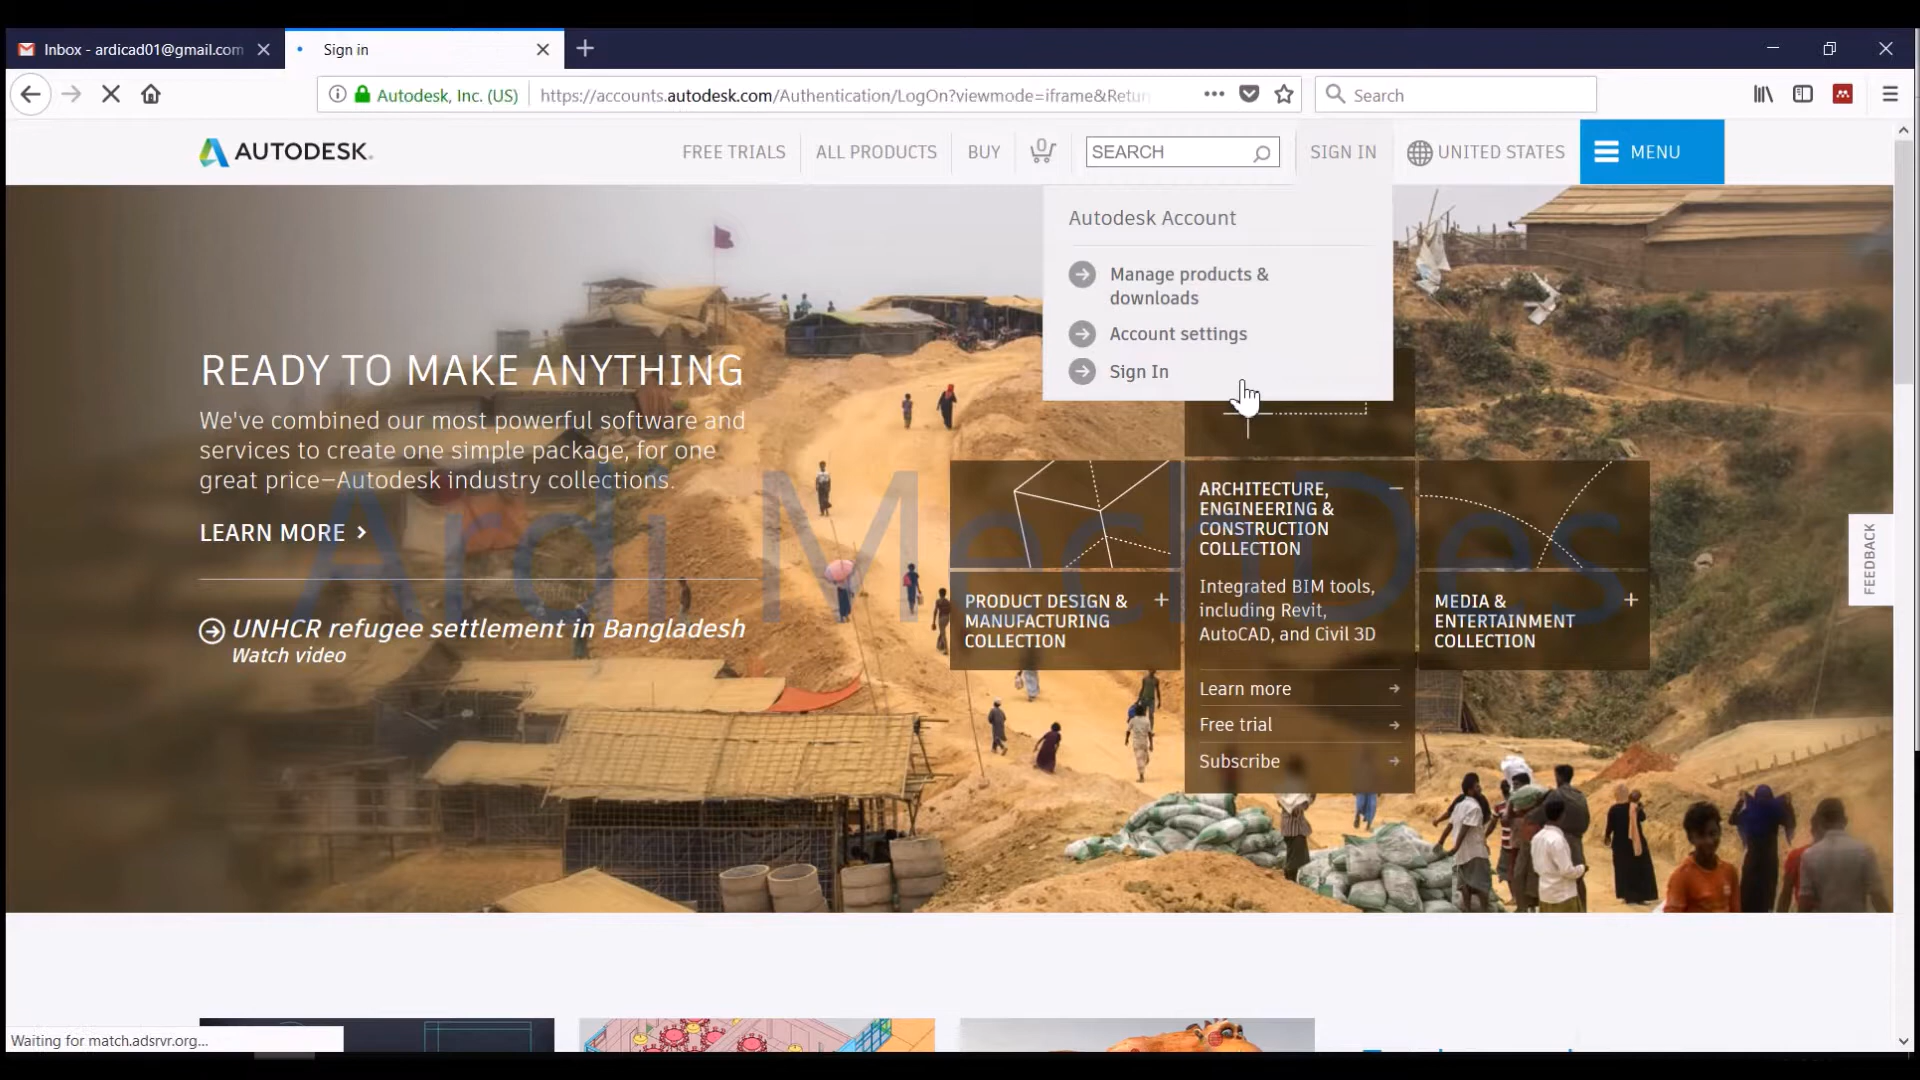 Inbox - ardicad01@gmail.com
Sign in
Autodesk, Inc. (US)
https://accounts.autodesk.com/Authentication/LogOn?viewmode=iframe&Retur
Search
AUTODESK.
FREE TRIALS
ALL PRODUCTS
BUY
0
SEARCH
SIGN IN
UNITED STATES
MENU
Autodesk Account
Manage products &
downloads
Account settings
Sign In
READY TO MAKE ANYTHING
We've combined our most powerful software and
services to create one simple package, for one
great price–Autodesk industry collections.
LEARN MORE
UNHCR refugee settlement in Bangladesh
Watch video
PRODUCT DESIGN &
MANUFACTURING
COLLECTION
ARCHITECTURE,
ENGINEERING &
CONSTRUCTION
COLLECTION
Integrated BIM tools,
including Revit,
AutoCAD, and Civil 3D
Learn more
Free trial
Subscribe
MEDIA &
ENTERTAINMENT
COLLECTION
FEEDBACK
Ardi MechDes
Waiting for match.adsrvr.org...